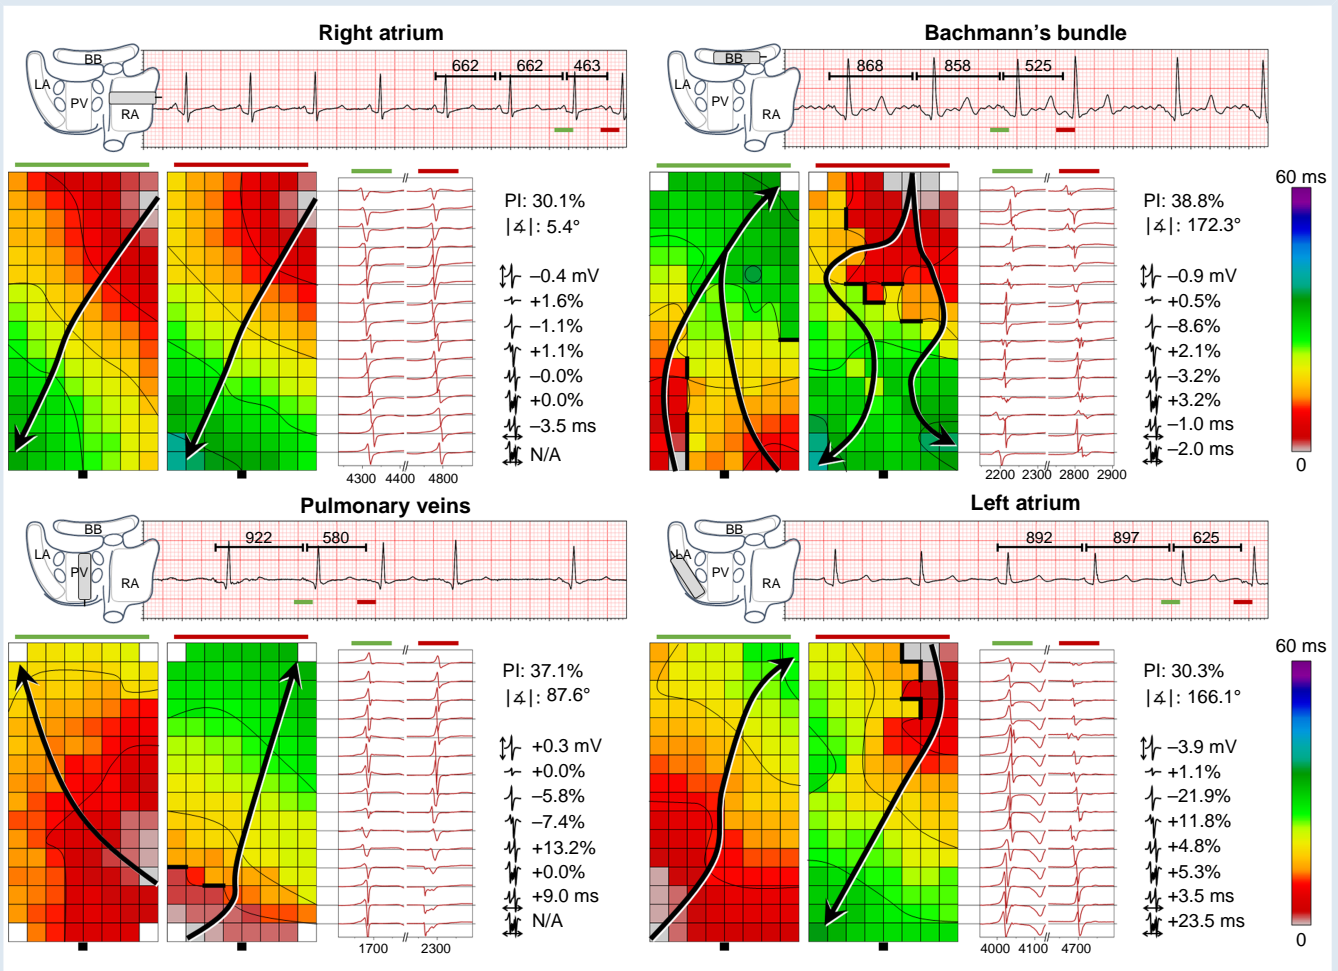 Right atrium
BB
LA
PV
RA
662
662
463
PI: 30.1%
|∡|: 5.4°
−0.4 mV
+1.6%
−1.1%
+1.1%
−0.0%
+0.0%
−3.5 ms
N/A
4300
4400
4800
Bachmann's bundle
BB
LA
PV
RA
868
858
525
PI: 38.8%
|∡|: 172.3°
−0.9 mV
+0.5%
−8.6%
+2.1%
−3.2%
+3.2%
−1.0 ms
−2.0 ms
2200
2300
2800
2900
60 ms
0
Pulmonary veins
BB
LA
PV
RA
922
580
PI: 37.1%
|∡|: 87.6°
+0.3 mV
+0.0%
−5.8%
−7.4%
+13.2%
+0.0%
+9.0 ms
N/A
1700
2300
Left atrium
BB
LA
PV
RA
892
897
625
PI: 30.3%
|∡|: 166.1°
−3.9 mV
+1.1%
−21.9%
+11.8%
+4.8%
+5.3%
+3.5 ms
+23.5 ms
4000
4100
4700
60 ms
0